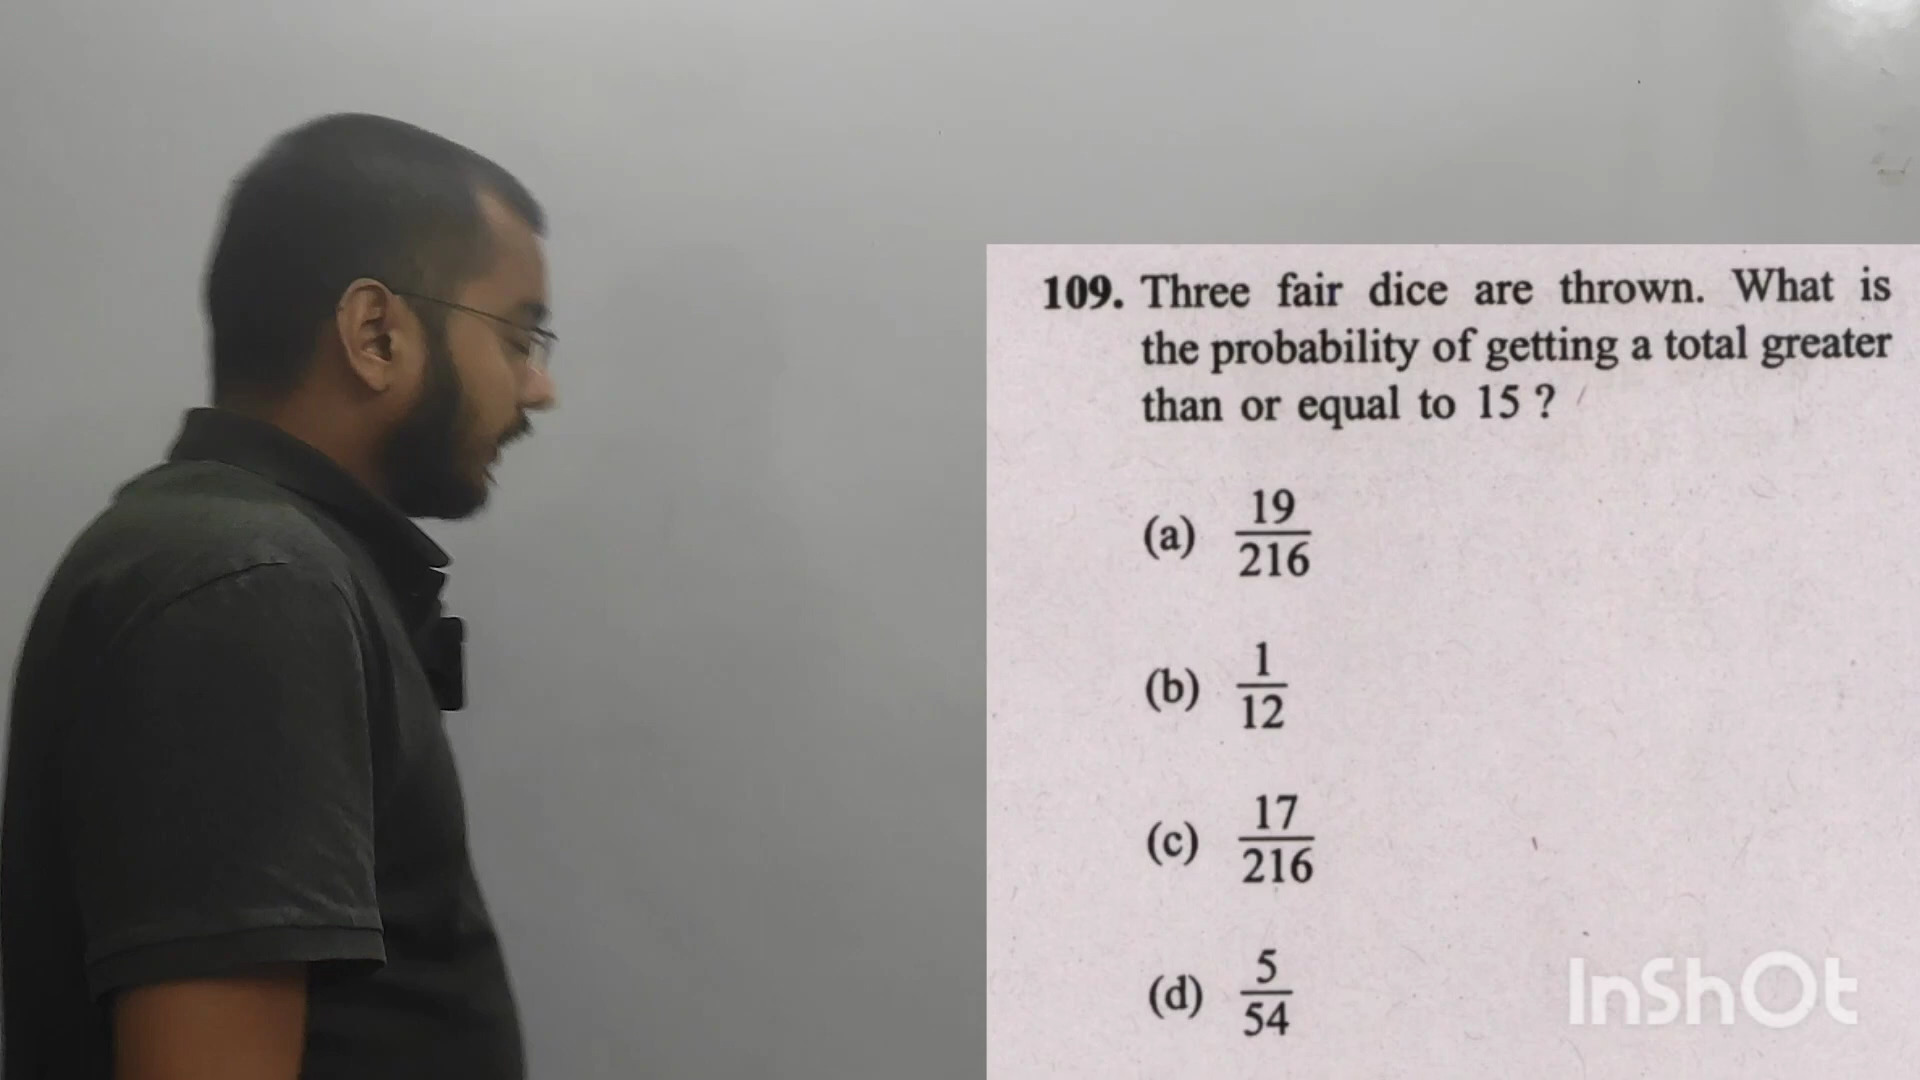 109. Three fair dice are thrown. What is
the probability of getting a total greater
than or equal to 15 ?
(a) 19/216
(b) 1/12
(c) 17/216
(d) 5/54
InShOt